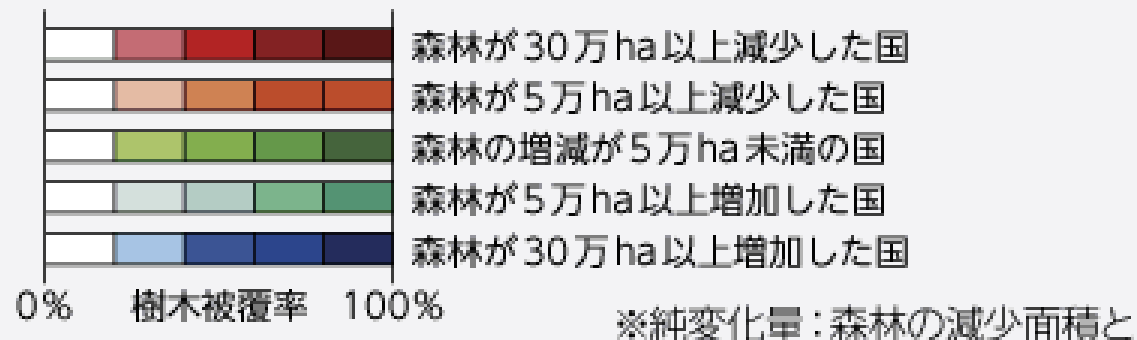 森林が30万ha以上減少した国
森林が5万ha以上減少した国
森林の増減が5万ha未満の国
森林が5万ha以上増加した国
森林が30万ha以上増加した国
0% 樹木被覆率 100%
※純変化量：森林の減少面積と